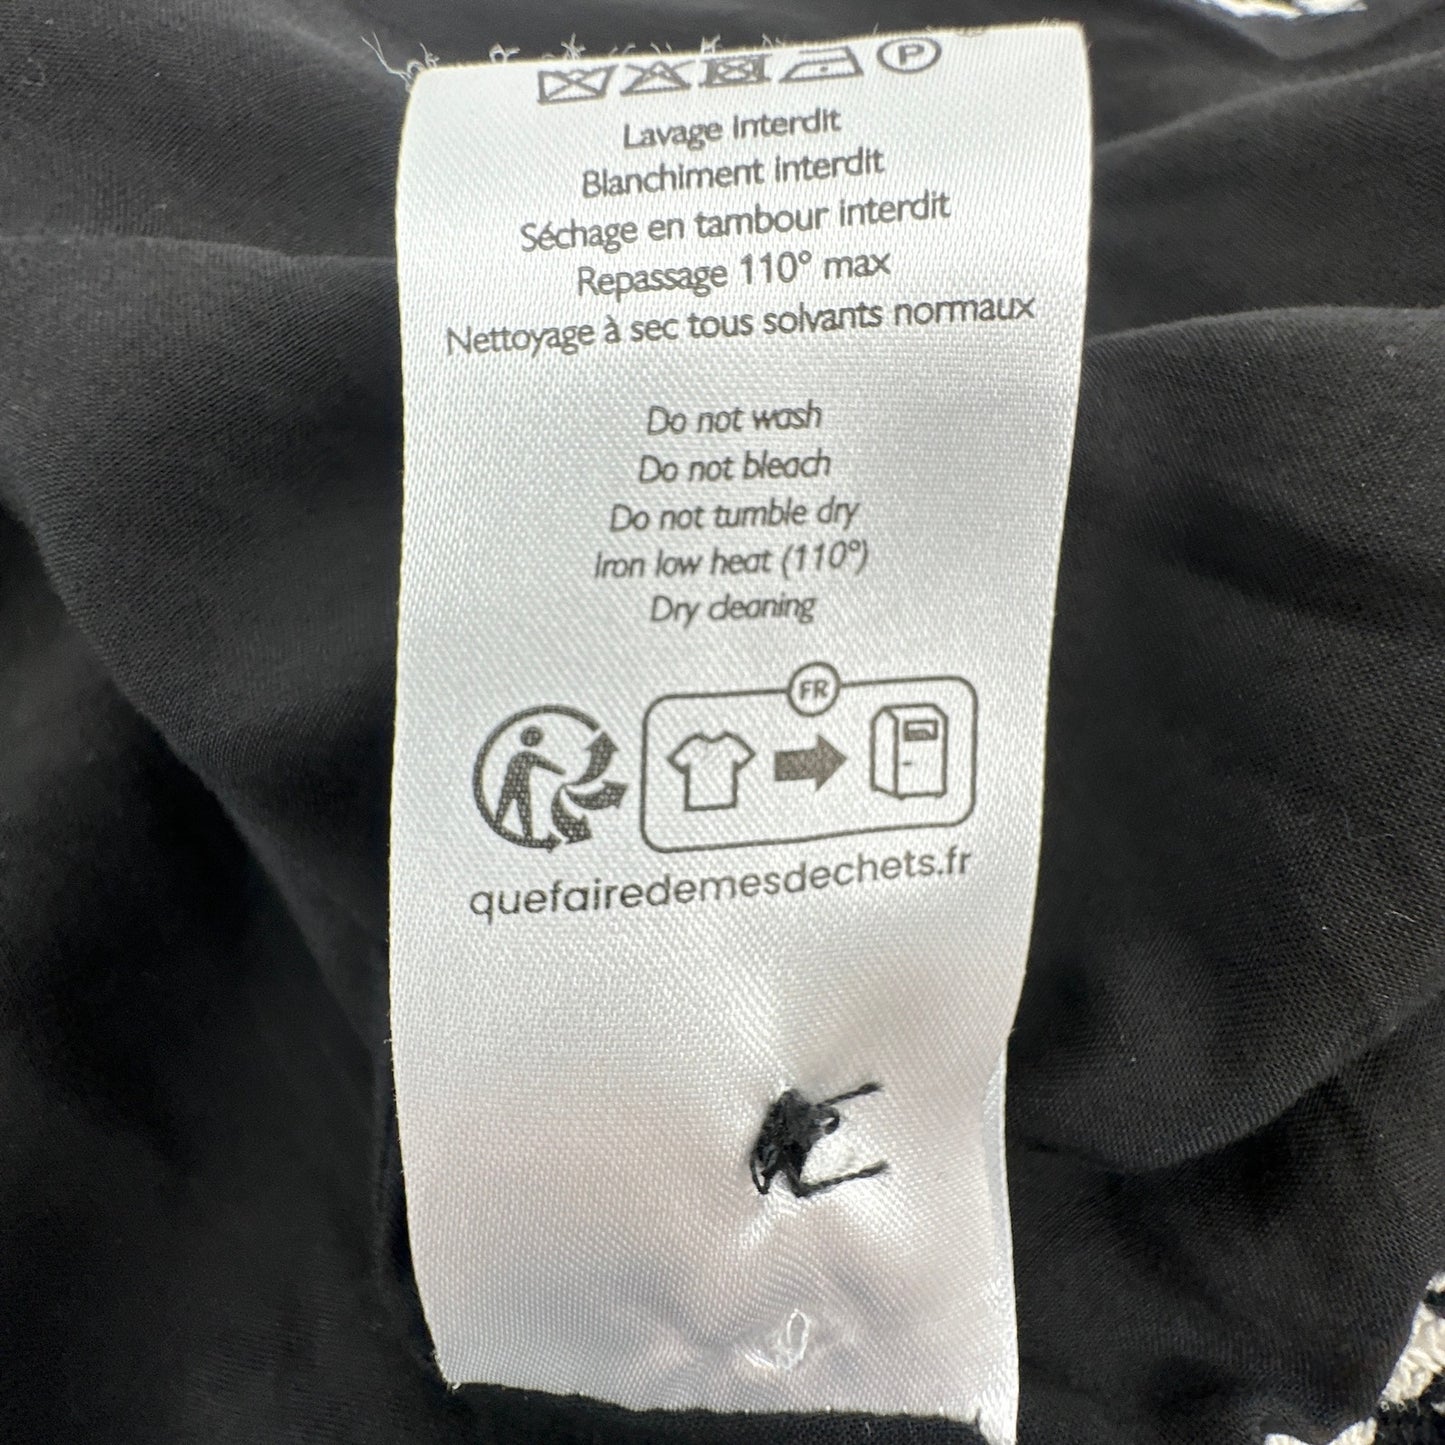 P
Lavage Interdit
Blanchiment interdit
Séchage en tambour interdit
Repassage 110° max
Nettoyage à sec tous solvants normaux
Do not wash
Do not bleach
Do not tumble dry
Iron low heat (110°)
Dry cleaning
FR
quefairedemesdechets.fr